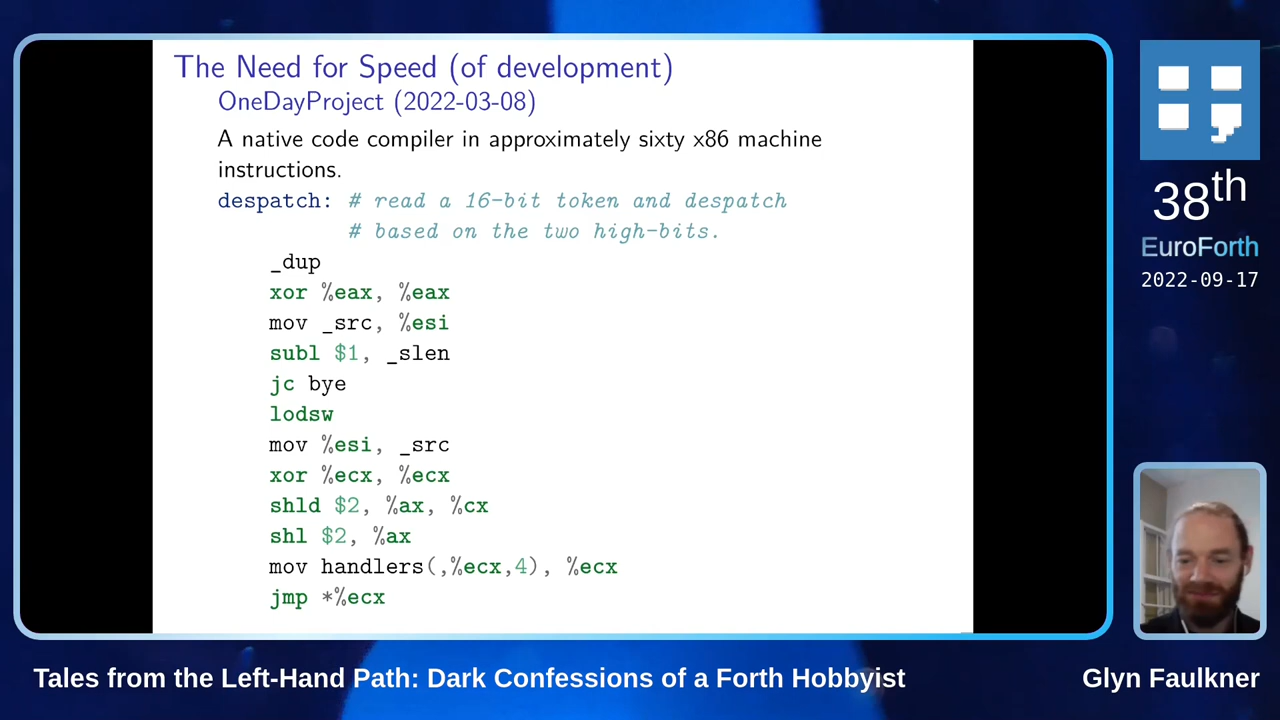 The Need for Speed (of development)
OneDayProject (2022-03-08)
A native code compiler in approximately sixty x86 machine
instructions.
despatch: # read a 16-bit token and despatch
# based on the two high-bits.
_dup
xor %eax, %eax
mov _src, %esi
subl $1, _slen
jc bye
lodsw
mov %esi, _src
xor %ecx, %ecx
shld $2, %ax, %cx
shl $2, %ax
mov handlers(,%ecx,4), %ecx
jmp *%ecx
38th
EuroForth
2022-09-17
Tales from the Left-Hand Path: Dark Confessions of a Forth Hobbyist
Glyn Faulkner